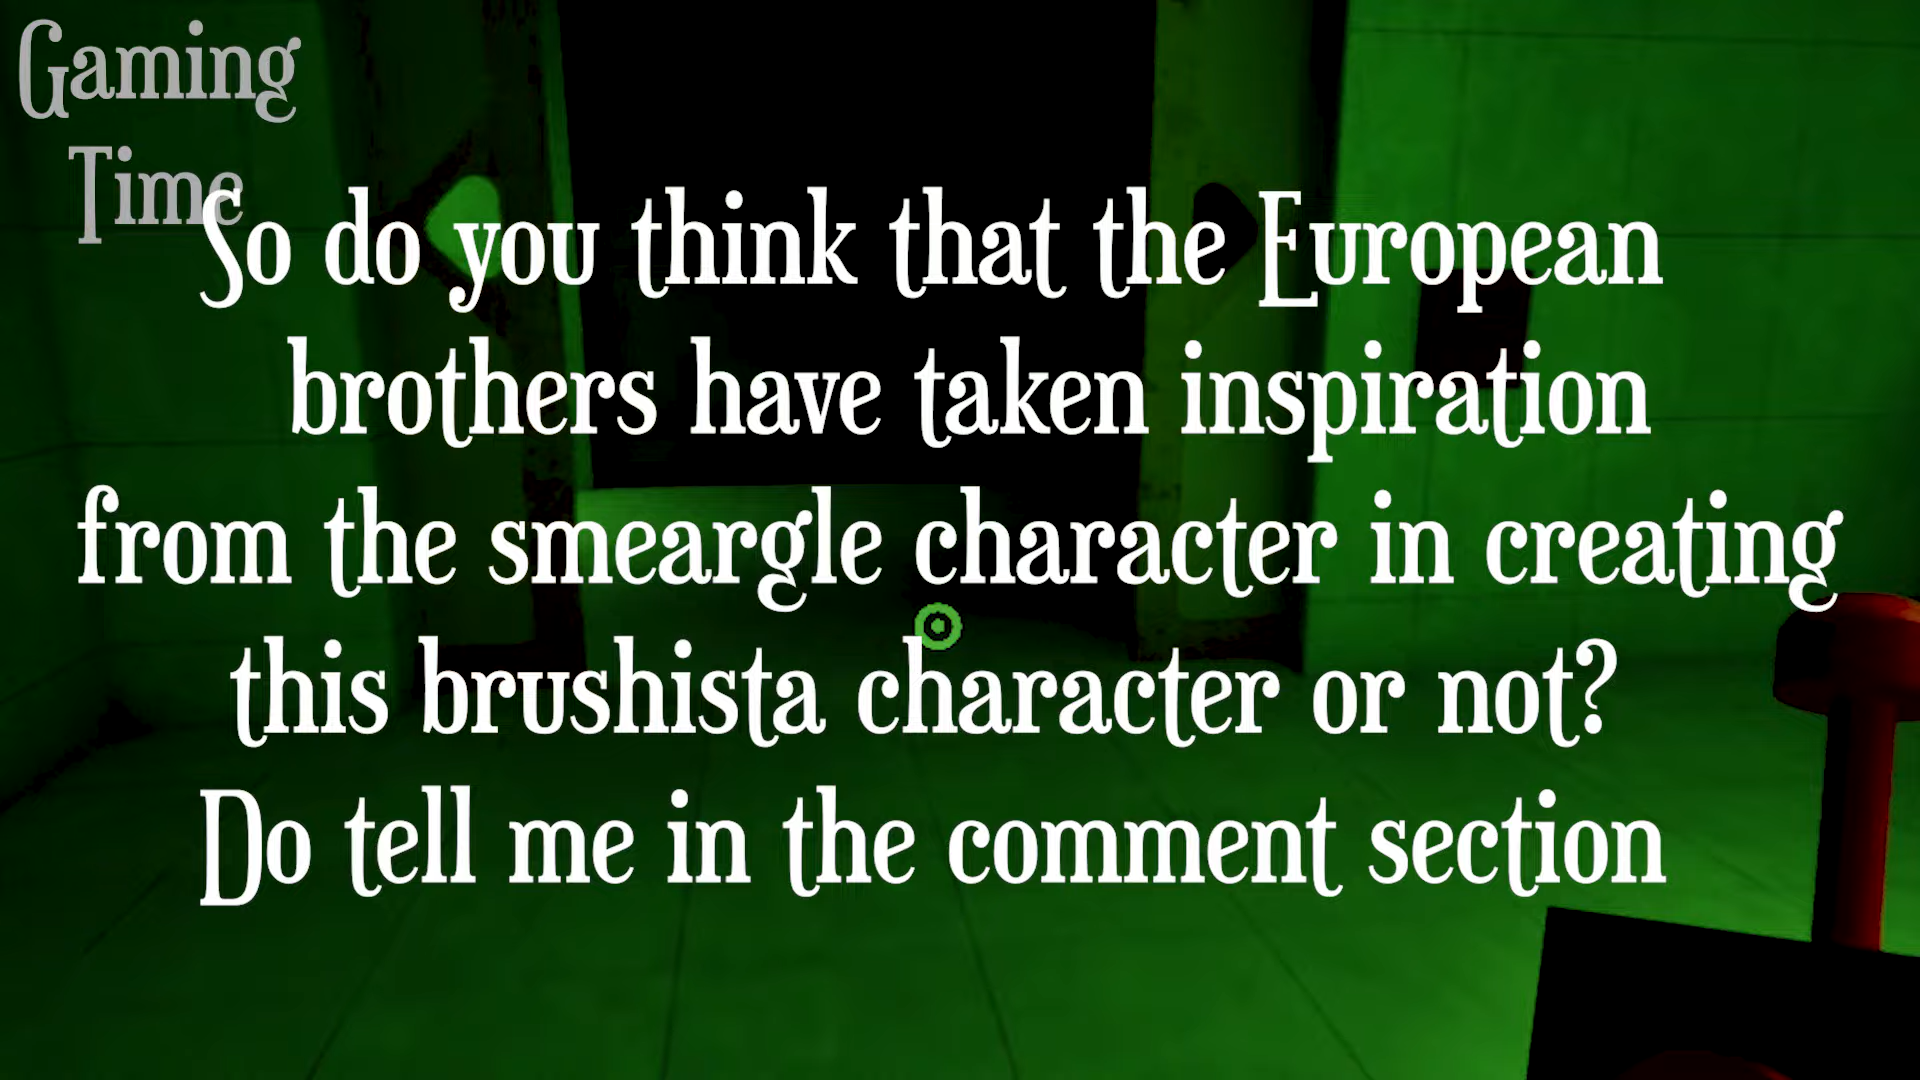 Gaming
Time
So do you think that the European
brothers have taken inspiration
from the smeargle character in creating
this brushista character or not?
Do tell me in the comment section